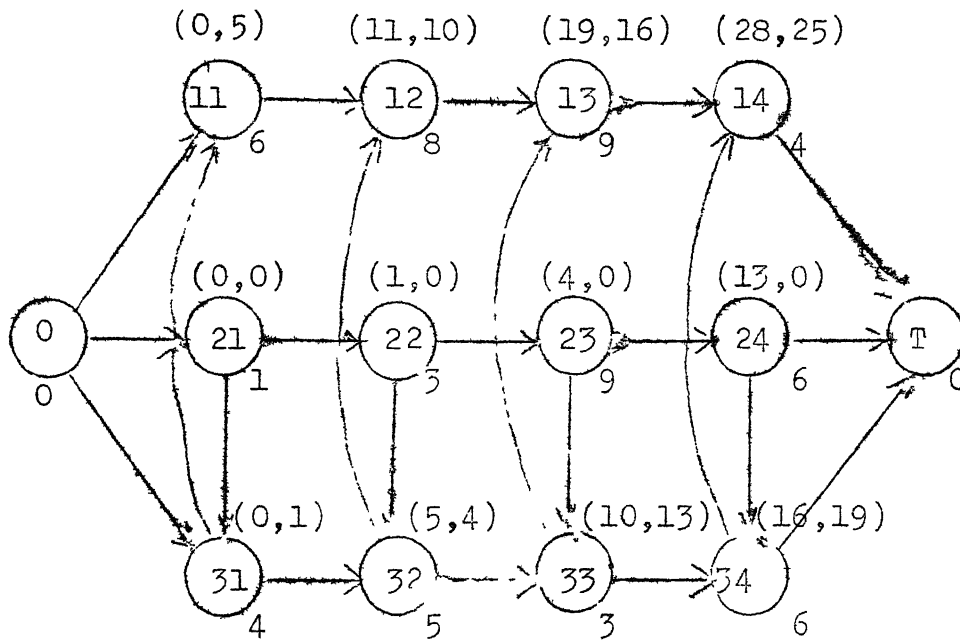 (0,5) (11,10) (19,16) (28,25)
11 12 13 14
6 8 9 4
(0,0) (1,0) (4,0) (13,0)
0 21 22 23 24 T
0 1 3 9 6 0
(0,1) (5,4) (10,13) (16,19)
31 32 33 34
4 5 3 6